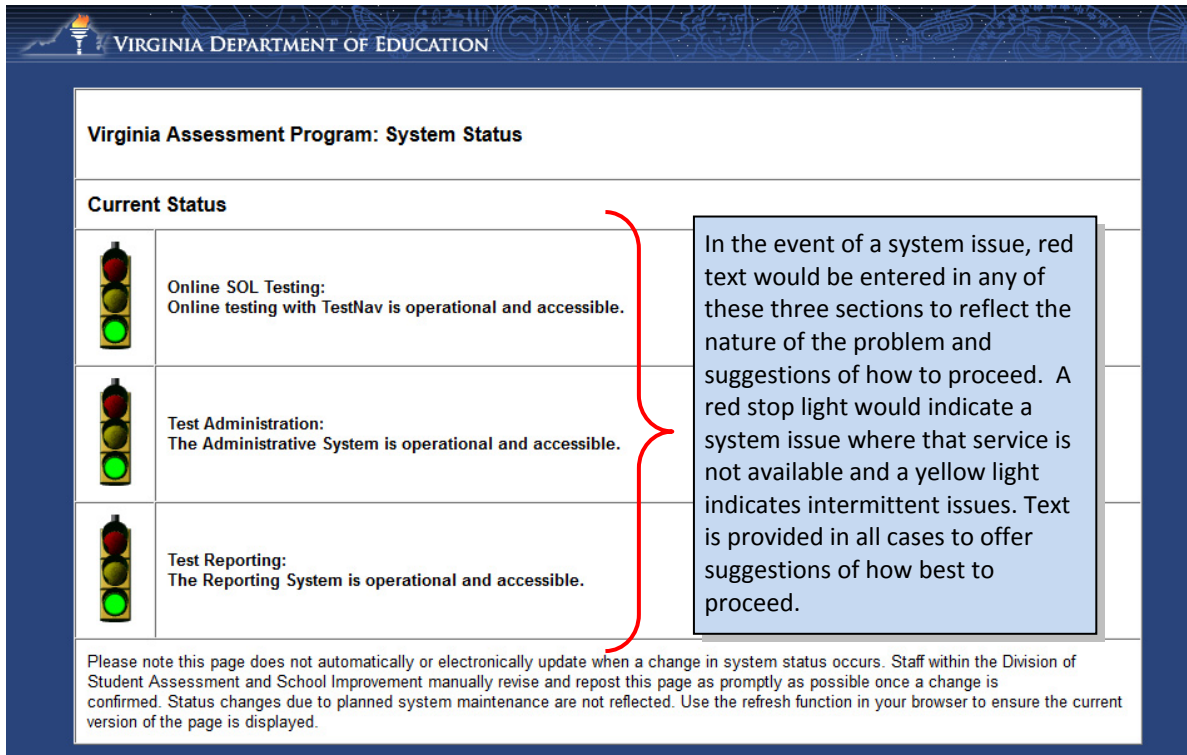 VIRGINIA DEPARTMENT OF EDUCATION
Virginia Assessment Program: System Status
Current Status
Online SOL Testing:
Online testing with TestNav is operational and accessible.
Test Administration:
The Administrative System is operational and accessible.
Test Reporting:
The Reporting System is operational and accessible.
In the event of a system issue, red
text would be entered in any of
these three sections to reflect the
nature of the problem and
suggestions of how to proceed. A
red stop light would indicate a
system issue where that service is
not available and a yellow light
indicates intermittent issues. Text
is provided in all cases to offer
suggestions of how best to
proceed.
Please note this page does not automatically or electronically update when a change in system status occurs. Staff within the Division of
Student Assessment and School Improvement manually revise and repost this page as promptly as possible once a change is
confirmed. Status changes due to planned system maintenance are not reflected. Use the refresh function in your browser to ensure the current
version of the page is displayed.